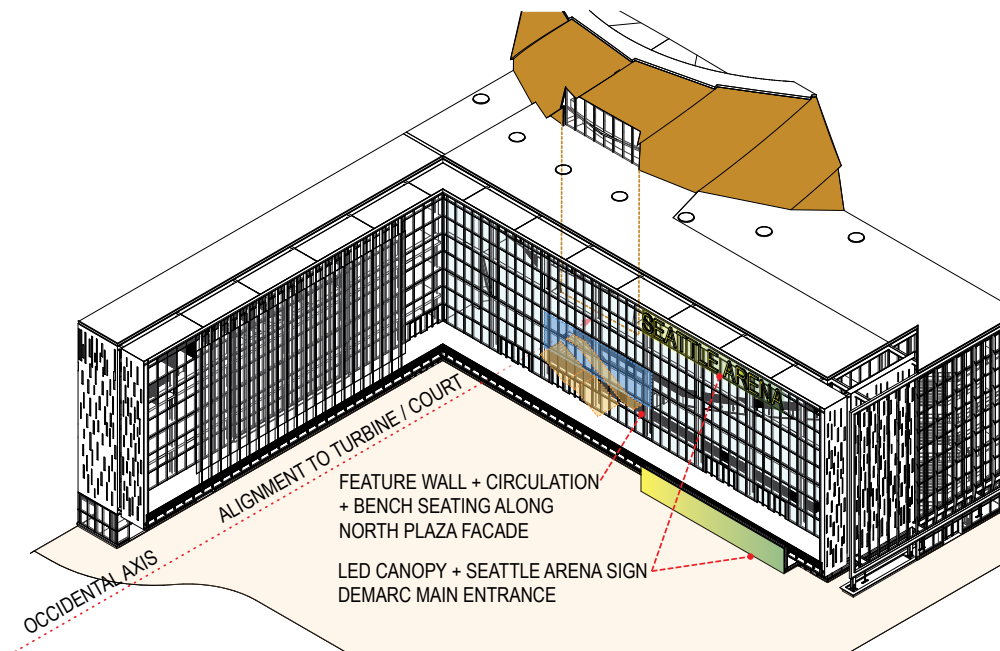 SEATTLE ARENA
ALIGNMENT TO TURBINE / COURT
OCCIDENTAL AXIS
FEATURE WALL + CIRCULATION
+ BENCH SEATING ALONG
NORTH PLAZA FACADE
LED CANOPY + SEATTLE ARENA SIGN
DEMARC MAIN ENTRANCE